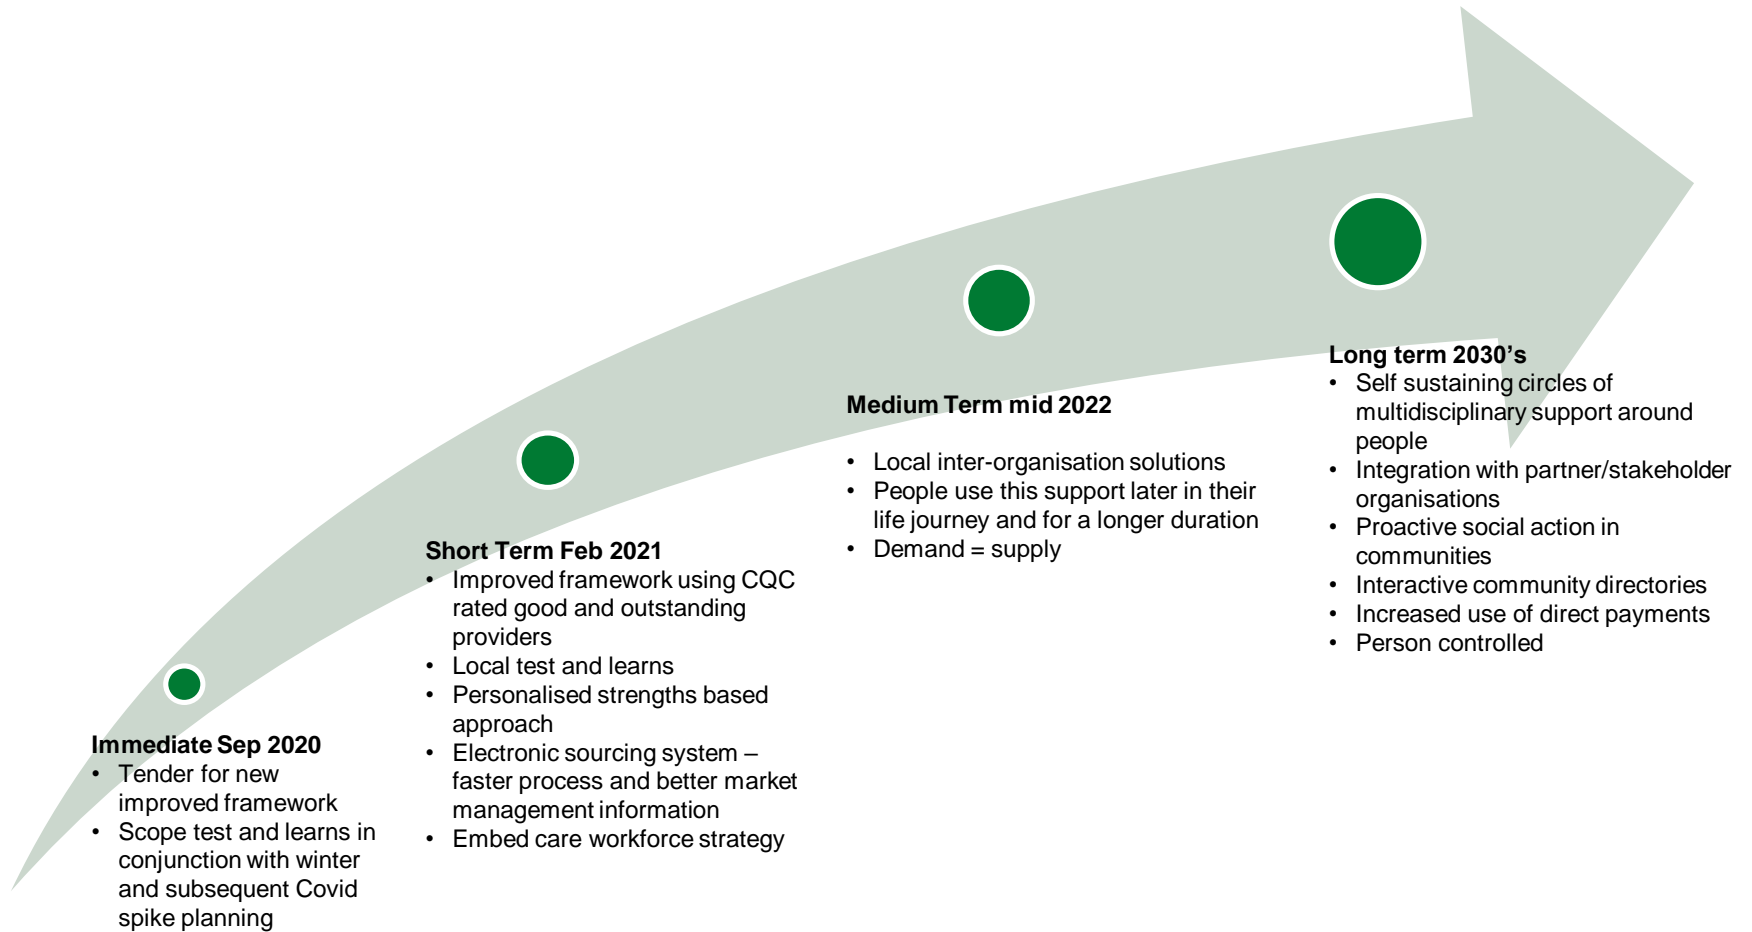 Immediate Sep 2020
• Tender for new
improved framework
• Scope test and learns in
conjunction with winter
and subsequent Covid
spike planning
Short Term Feb 2021
• Improved framework using CQC
rated good and outstanding
providers
• Local test and learns
• Personalised strengths based
approach
• Electronic sourcing system –
faster process and better market
management information
• Embed care workforce strategy
Medium Term mid 2022
• Local inter-organisation solutions
• People use this support later in their
life journey and for a longer duration
• Demand = supply
Long term 2030’s
• Self sustaining circles of
multidisciplinary support around
people
• Integration with partner/stakeholder
organisations
• Proactive social action in
communities
• Interactive community directories
• Increased use of direct payments
• Person controlled